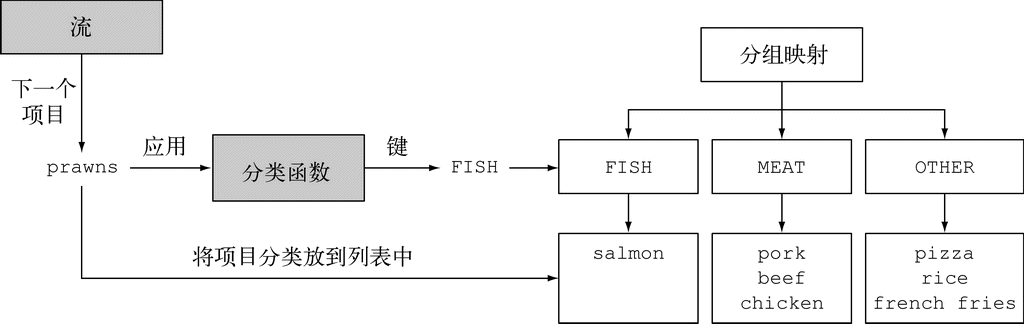 流
下一个
项目
prawns
应用
分类函数
键
FISH
将项目分类放到列表中
分组映射
FISH
MEAT
OTHER
salmon
pork
beef
chicken
pizza
rice
french fries